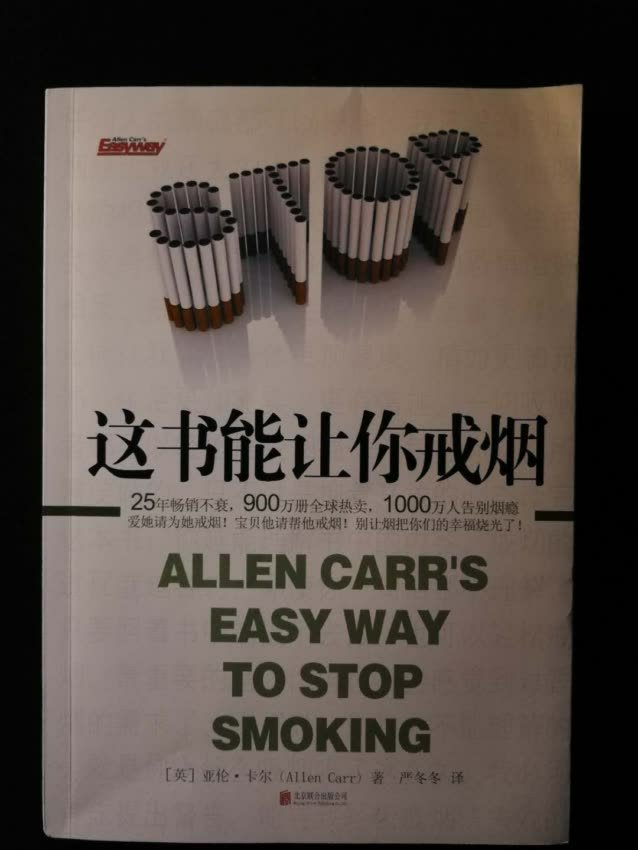 Allen Carr's
EASYWAY
STOP
这书能让你戒烟
25年畅销不衰，900万册全球热卖，1000万人告别烟瘾
爱她请为她戒烟！宝贝他请帮他戒烟！别让烟把你们的幸福烧光了！
ALLEN CARR'S
EASY WAY
TO STOP
SMOKING
［英］亚伦·卡尔（Allen Carr）著 严冬冬 译
北京联合出版公司